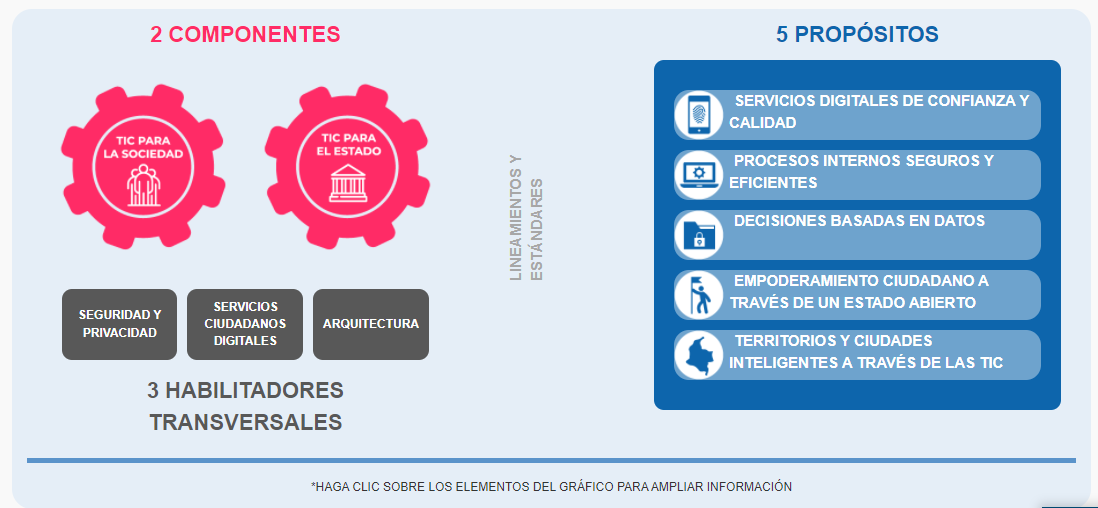 2 COMPONENTES
TIC PARA
LA SOCIEDAD
TIC PARA
EL ESTADO
SEGURIDAD Y
PRIVACIDAD
SERVICIOS
CIUDADANOS
DIGITALES
ARQUITECTURA
3 HABILITADORES
TRANSVERSALES
LINEAMIENTOS Y
ESTÁNDARES
5 PROPÓSITOS
SERVICIOS DIGITALES DE CONFIANZA Y
CALIDAD
PROCESOS INTERNOS SEGUROS Y
EFICIENTES
DECISIONES BASADAS EN DATOS
EMPODERAMIENTO CIUDADANO A
TRAVÉS DE UN ESTADO ABIERTO
TERRITORIOS Y CIUDADES
INTELIGENTES A TRAVÉS DE LAS TIC
*HAGA CLIC SOBRE LOS ELEMENTOS DEL GRÁFICO PARA AMPLIAR INFORMACIÓN